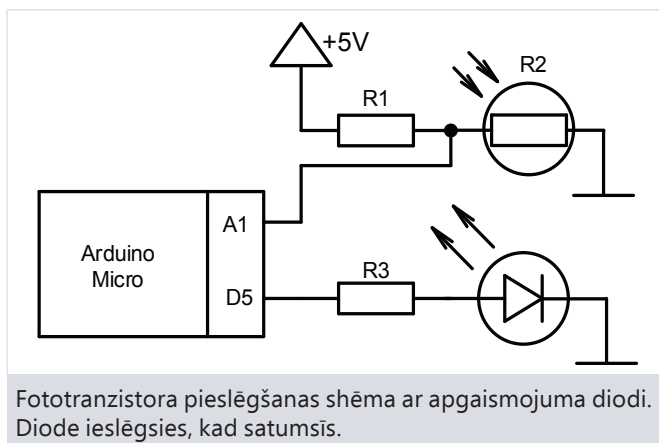 +5V
R1
R2
A1
Arduino
Micro
D5
R3
Fototranzistora pieslēgšanas shēma ar apgaismojuma diodi.
Diode ieslēgsies, kad satumsīs.